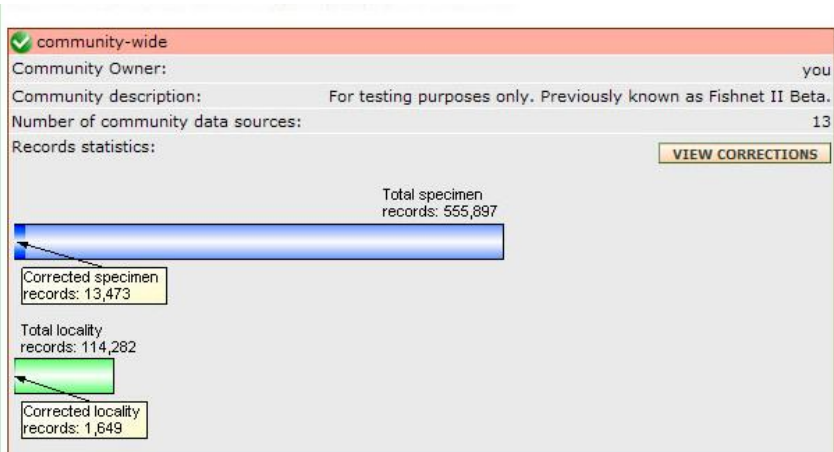 community-wide
Community Owner: you
Community description: For testing purposes only. Previously known as Fishnet II Beta.
Number of community data sources: 13
Records statistics: VIEW CORRECTIONS
Total specimen
records: 555,897
Corrected specimen
records: 13,473
Total locality
records: 114,282
Corrected locality
records: 1,649